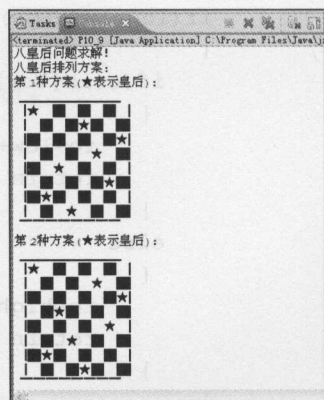 Tasks
<terminated> P10_9 [Java Application] C:\Program Files\Java\j
八皇后问题求解!
八皇后排列方案:
第 1种方案(★表示皇后):
第 2种方案(★表示皇后):